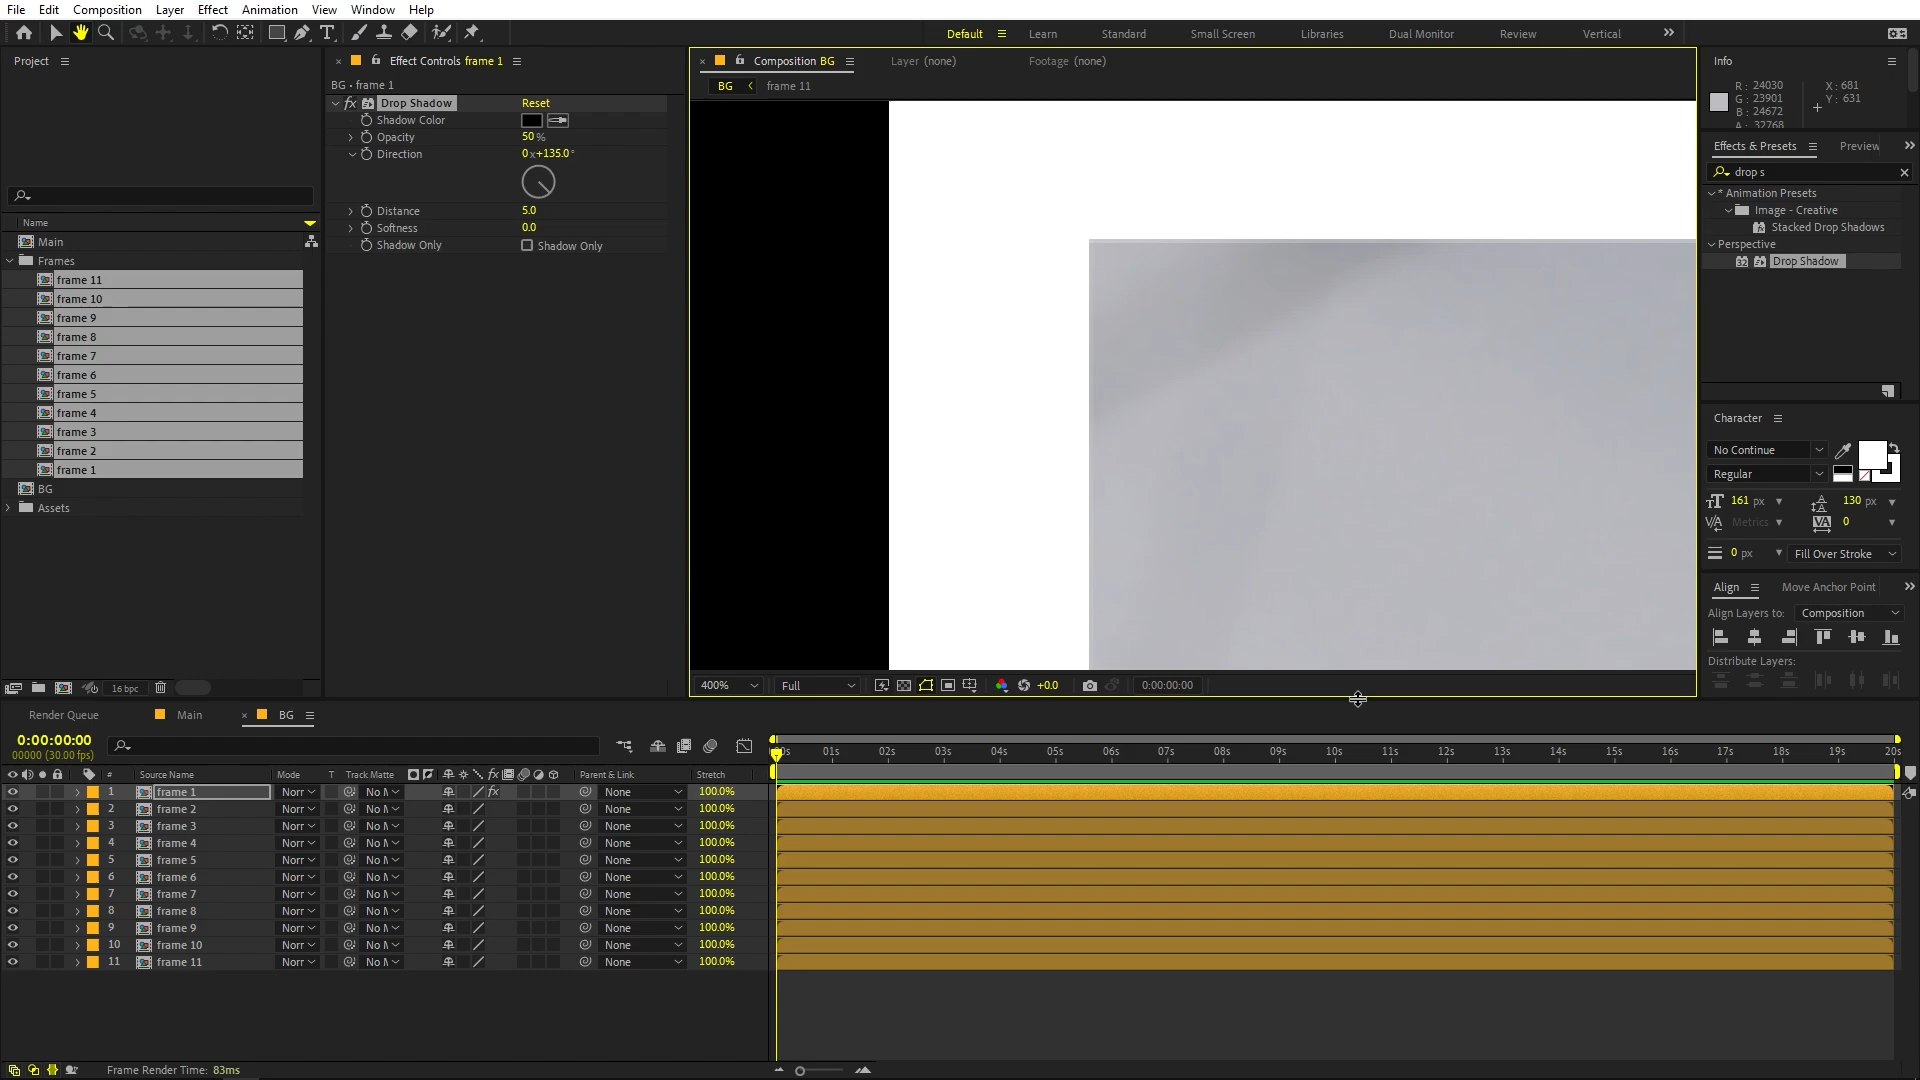 File Edit Composition Layer Effect Animation View Window Help
Default Learn Standard Small Screen Libraries Dual Monitor Review Vertical
Project
Effect Controls frame 1
BG • frame 1
fx Drop Shadow Reset
Shadow Color
Opacity 50 %
Direction 0 x +135.0 °
Distance 5.0
Softness 0.0
Shadow Only Shadow Only
Composition BG Layer (none) Footage (none)
BG frame 11
Info
R : 24030
G : 23901
B : 24672
A : 32768
X : 681
Y : 631
Effects & Presets Preview
drop s
* Animation Presets
Image - Creative
Stacked Drop Shadows
Perspective
32 Drop Shadow
Name
Main
Frames
frame 11
frame 10
frame 9
frame 8
frame 7
frame 6
frame 5
frame 4
frame 3
frame 2
frame 1
BG
Assets
16 bpc
Character
No Continue
Regular
161 px 130 px
Metrics 0
0 px Fill Over Stroke
Align Move Anchor Point
Align Layers to: Composition
Distribute Layers:
400% Full +0.0 0:00:00:00
Render Queue Main BG
0:00:00:00
00000 (30.00 fps)
00s 01s 02s 03s 04s 05s 06s 07s 08s 09s 10s 11s 12s 13s 14s 15s 16s 17s 18s 19s 20s
# Source Name Mode T Track Matte fx Parent & Link Stretch
1 frame 1 Norr No fx None 100.0%
2 frame 2 Norr No None 100.0%
3 frame 3 Norr No None 100.0%
4 frame 4 Norr No None 100.0%
5 frame 5 Norr No None 100.0%
6 frame 6 Norr No None 100.0%
7 frame 7 Norr No None 100.0%
8 frame 8 Norr No None 100.0%
9 frame 9 Norr No None 100.0%
10 frame 10 Norr No None 100.0%
11 frame 11 Norr No None 100.0%
Frame Render Time: 83ms